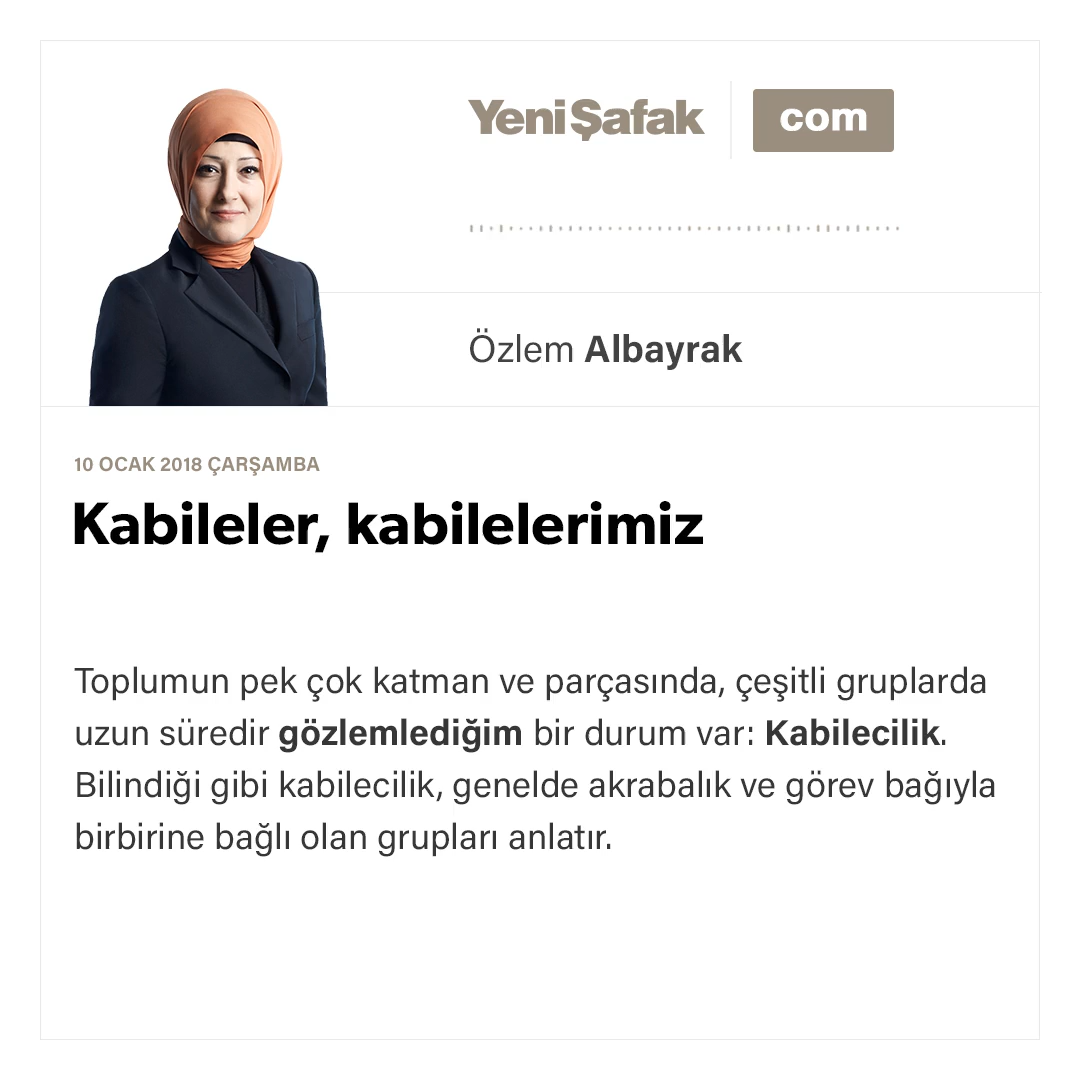 YeniŞafak com
Özlem Albayrak
10 OCAK 2018 ÇARŞAMBA
Kabileler, kabilelerimiz
Toplumun pek çok katman ve parçasında, çeşitli gruplarda
uzun süredir gözlemlediğim bir durum var: Kabilecilik.
Bilindiği gibi kabilecilik, genelde akrabalık ve görev bağıyla
birbirine bağlı olan grupları anlatır.